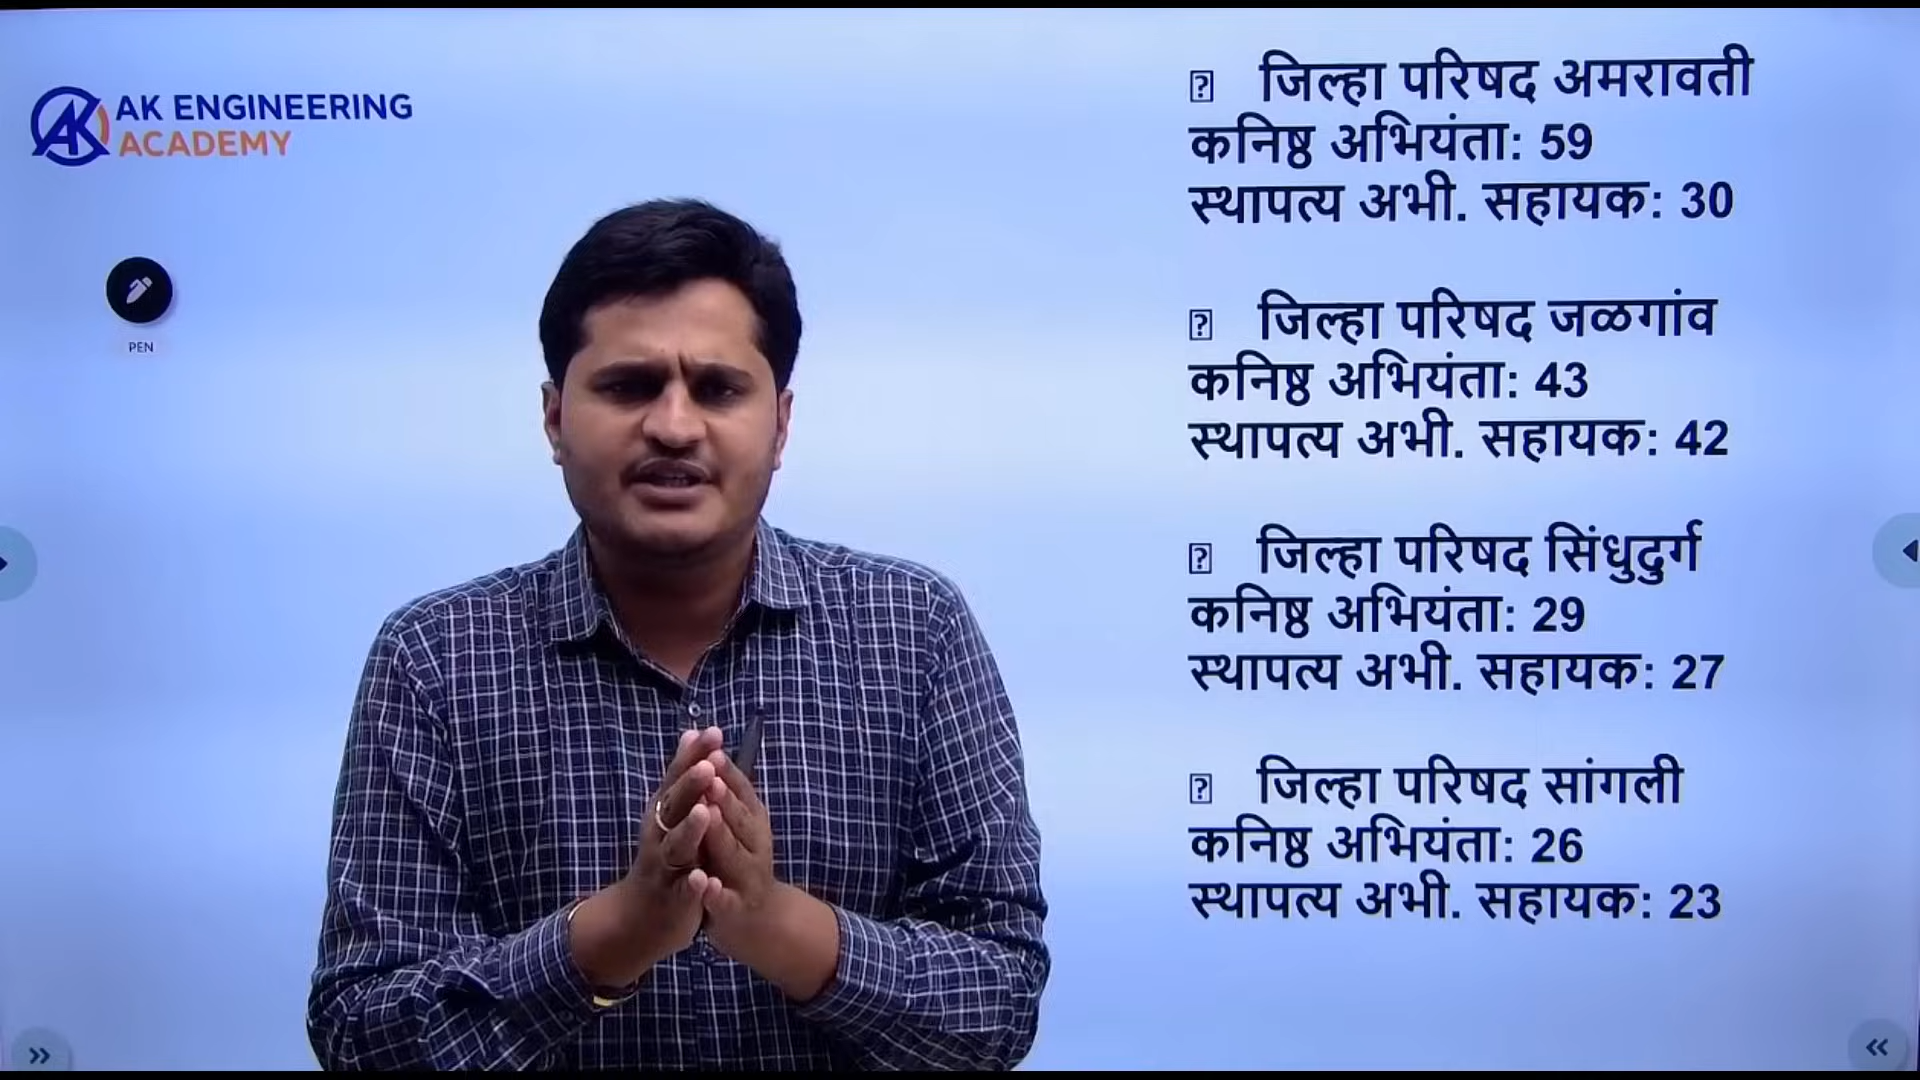 AK ENGINEERING
ACADEMY
PEN
जिल्हा परिषद अमरावती
कनिष्ठ अभियंता: 59
स्थापत्य अभी. सहायक: 30
जिल्हा परिषद जळगांव
कनिष्ठ अभियंता: 43
स्थापत्य अभी. सहायक: 42
जिल्हा परिषद सिंधुदुर्ग
कनिष्ठ अभियंता: 29
स्थापत्य अभी. सहायक: 27
जिल्हा परिषद सांगली
कनिष्ठ अभियंता: 26
स्थापत्य अभी. सहायक: 23